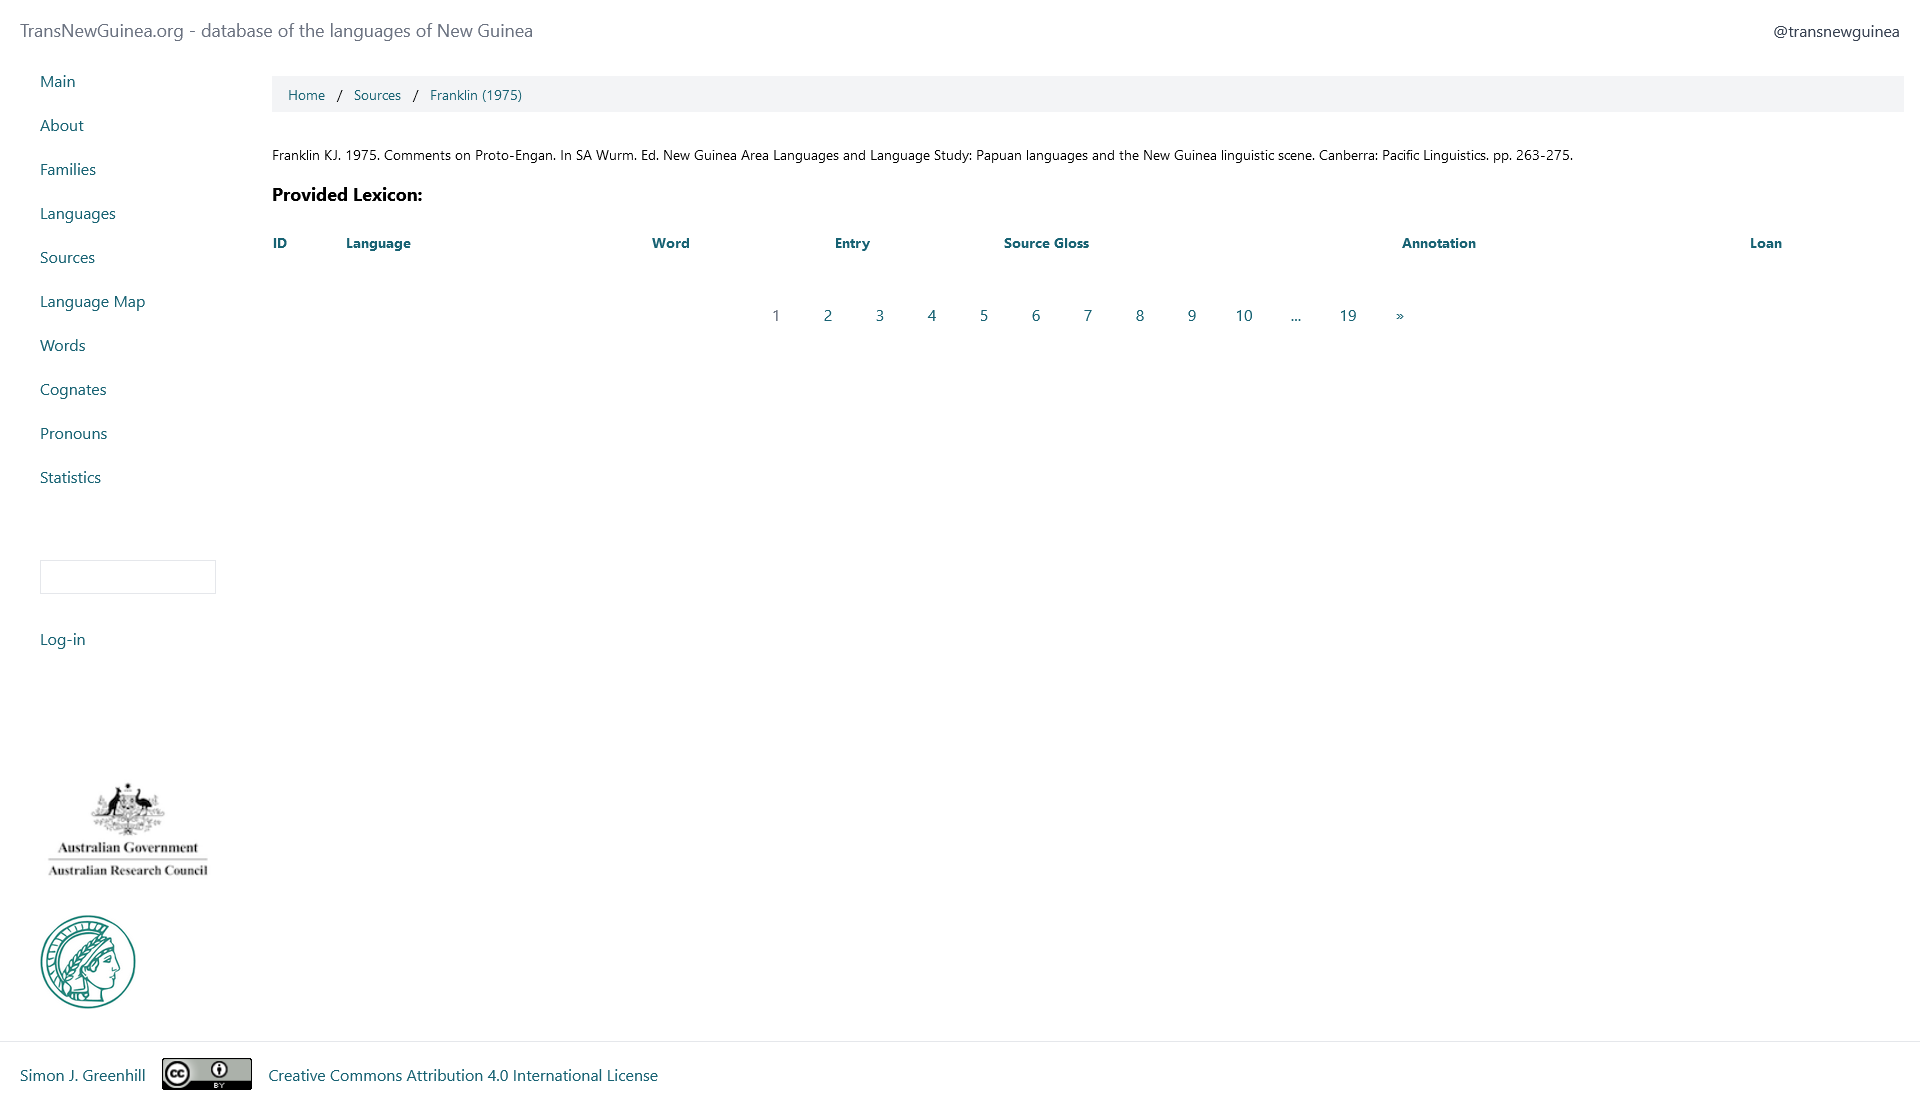 TransNewGuinea.org - database of the languages of New Guinea
@transnewguinea
Main
About
Families
Languages
Sources
Language Map
Words
Cognates
Pronouns
Statistics
Log-in
Australian Government
Australian Research Council
Home / Sources / Franklin (1975)
Franklin KJ. 1975. Comments on Proto-Engan. In SA Wurm. Ed. New Guinea Area Languages and Language Study: Papuan languages and the New Guinea linguistic scene. Canberra: Pacific Linguistics. pp. 263-275.
Provided Lexicon:
ID Language Word Entry Source Gloss Annotation Loan
1 2 3 4 5 6 7 8 9 10 ... 19 »
Simon J. Greenhill cc BY Creative Commons Attribution 4.0 International License